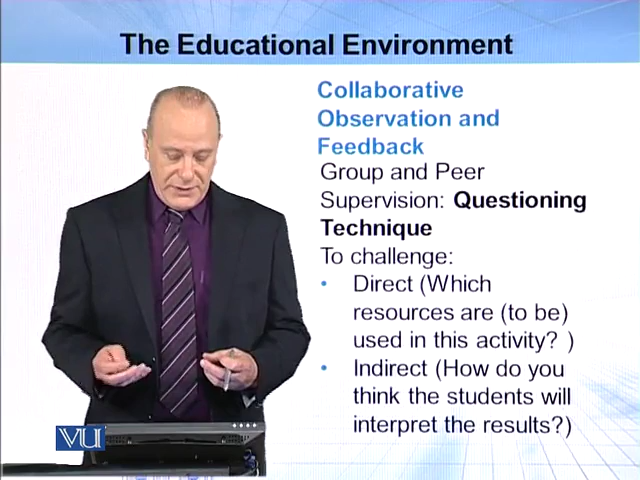 The Educational Environment
Collaborative
Observation and
Feedback
Group and Peer
Supervision: Questioning
Technique
To challenge:
• Direct (Which
resources are (to be)
used in this activity? )
• Indirect (How do you
think the students will
interpret the results?)
VU